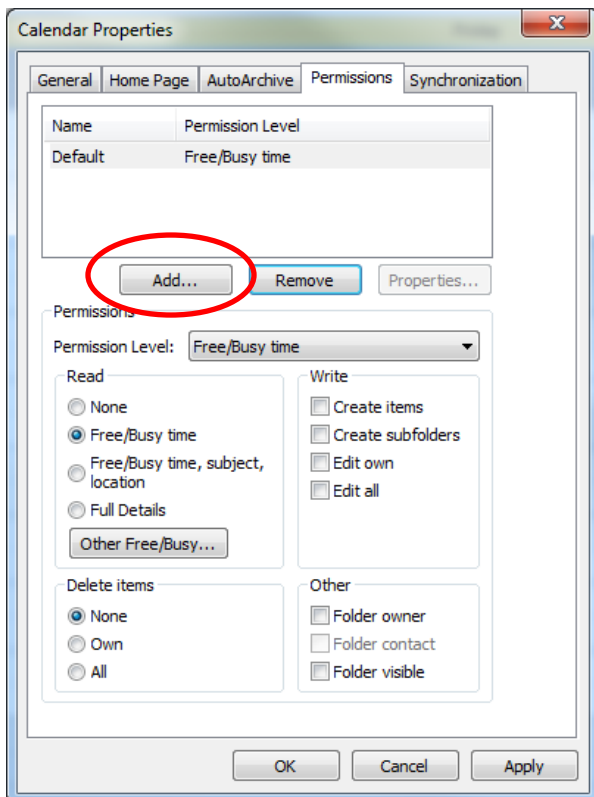 Calendar Properties
General Home Page AutoArchive Permissions Synchronization
Name Permission Level
Default Free/Busy time
Add... Remove Properties...
Permissions
Permission Level: Free/Busy time
Read Write
None Create items
Free/Busy time Create subfolders
Free/Busy time, subject, Edit own
location Edit all
Full Details
Other Free/Busy...
Delete items Other
None Folder owner
Own Folder contact
All Folder visible
OK Cancel Apply